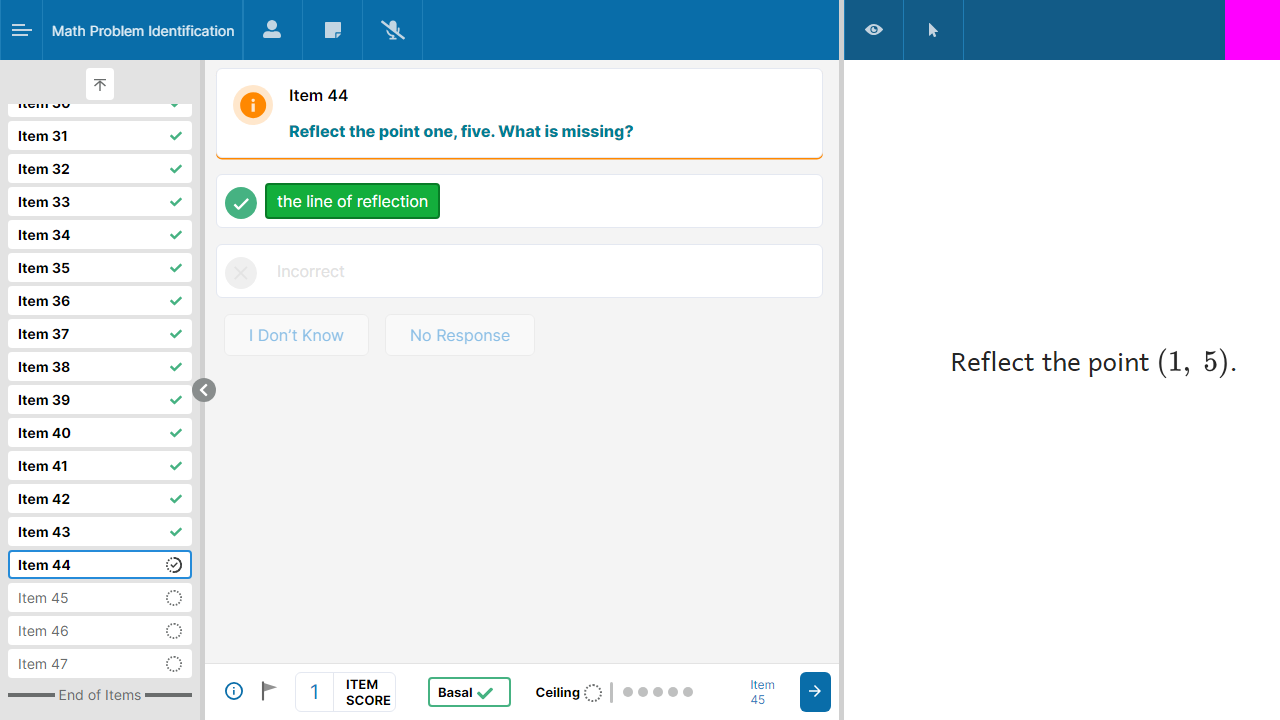 Math Problem Identification
Item 30
Item 31
Item 32
Item 33
Item 34
Item 35
Item 36
Item 37
Item 38
Item 39
Item 40
Item 41
Item 42
Item 43
Item 44
Item 45
Item 46
Item 47
End of Items
Item 44
Reflect the point one, five. What is missing?
the line of reflection
Incorrect
I Don't Know
No Response
1
ITEM
SCORE
Basal
Ceiling
Item
45
Reflect the point (1, 5).